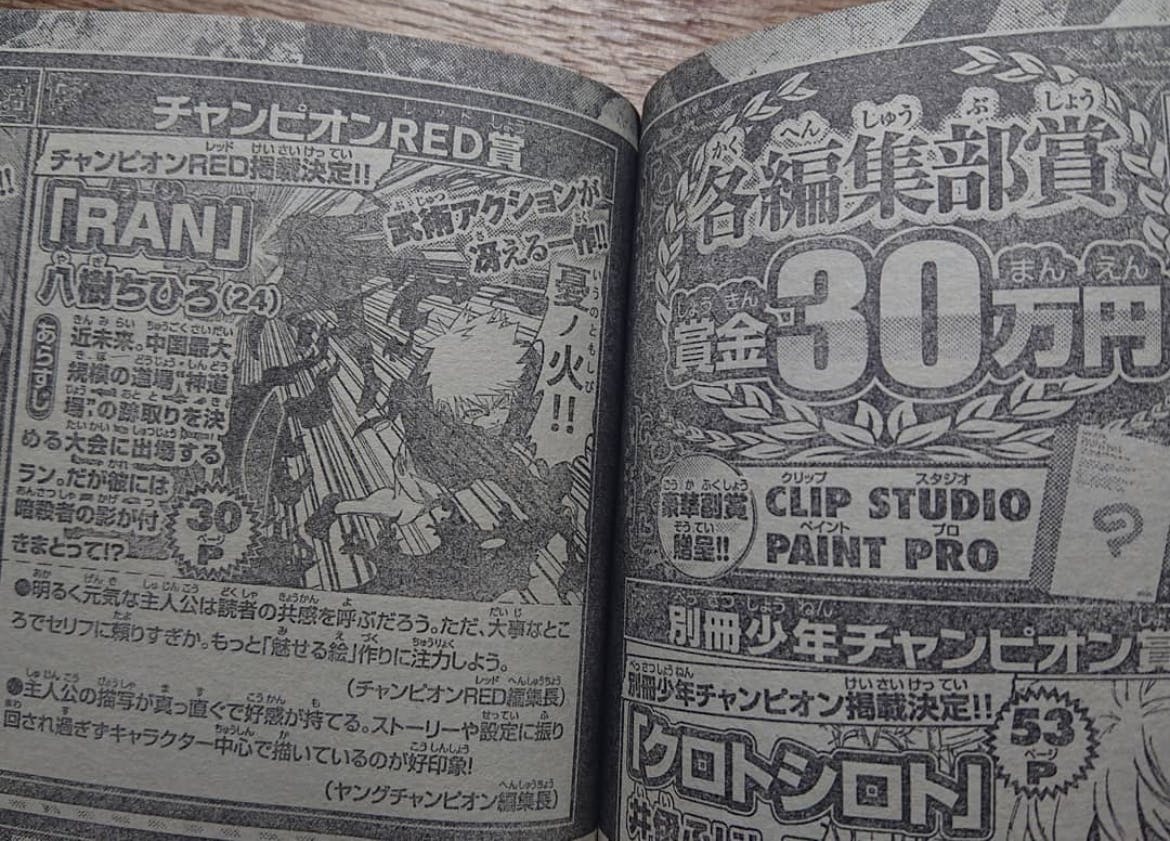 各編集部賞
賞金30万円
豪華副賞
贈呈!!
CLIP STUDIO
PAINT PRO
別冊少年チャンピオン賞
別冊少年チャンピオン掲載決定!!
「クロトシロト」
53
ページ
P
チャンピオンRED賞
チャンピオンRED掲載決定!!
「RAN」
八樹ちひろ(24)
武術アクションが
冴える一作!!
憂ノ火!!
あらすじ
近未来。中国最大
規模の道場“神道
場”の跡取りを決
める大会に出場する
ラン。だが彼には
暗殺者の影が付
きまとって!?
30
ページ
P
●明るく元気な主人公は読者の共感を呼ぶだろう。ただ、大事なとこ
ろでセリフに頼りすぎか。もっと「魅せる絵」作りに注力しよう。
(チャンピオンRED編集長)
●主人公の描写が真っ直ぐで好感が持てる。ストーリーや設定に振り
回され過ぎずキャラクター中心で描いているのが好印象!
(ヤングチャンピオン編集長)